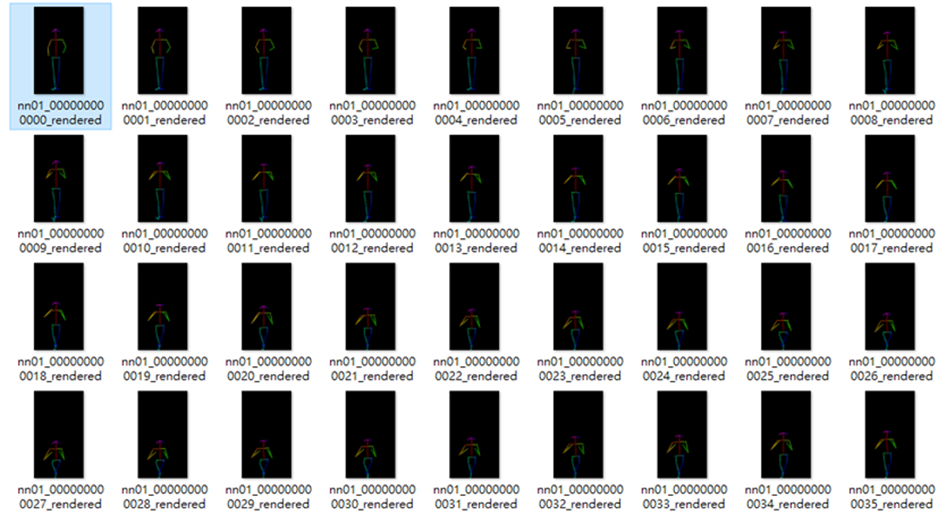 nn01_00000000 nn01_00000000 nn01_00000000 nn01_00000000 nn01_00000000 nn01_00000000 nn01_00000000 nn01_00000000 nn01_00000000
0000_rendered 0001_rendered 0002_rendered 0003_rendered 0004_rendered 0005_rendered 0006_rendered 0007_rendered 0008_rendered
nn01_00000000 nn01_00000000 nn01_00000000 nn01_00000000 nn01_00000000 nn01_00000000 nn01_00000000 nn01_00000000 nn01_00000000
0009_rendered 0010_rendered 0011_rendered 0012_rendered 0013_rendered 0014_rendered 0015_rendered 0016_rendered 0017_rendered
nn01_00000000 nn01_00000000 nn01_00000000 nn01_00000000 nn01_00000000 nn01_00000000 nn01_00000000 nn01_00000000 nn01_00000000
0018_rendered 0019_rendered 0020_rendered 0021_rendered 0022_rendered 0023_rendered 0024_rendered 0025_rendered 0026_rendered
nn01_00000000 nn01_00000000 nn01_00000000 nn01_00000000 nn01_00000000 nn01_00000000 nn01_00000000 nn01_00000000 nn01_00000000
0027_rendered 0028_rendered 0029_rendered 0030_rendered 0031_rendered 0032_rendered 0033_rendered 0034_rendered 0035_rendered